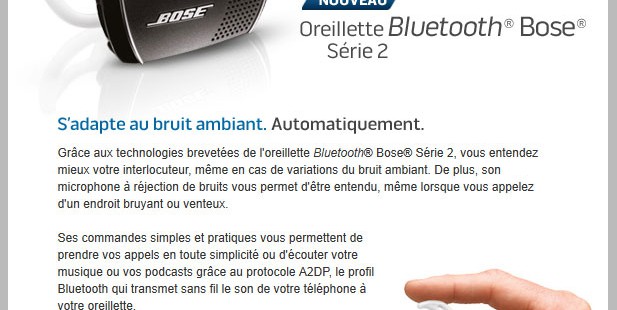 NOUVEAU
BOSE
Oreillette Bluetooth® Bose®
Série 2
S'adapte au bruit ambiant. Automatiquement.
Grâce aux technologies brevetées de l'oreillette Bluetooth® Bose® Série 2, vous entendez
mieux votre interlocuteur, même en cas de variations du bruit ambiant. De plus, son
microphone à réjection de bruits vous permet d'être entendu, même lorsque vous appelez
d'un endroit bruyant ou venteux.
Ses commandes simples et pratiques vous permettent de
prendre vos appels en toute simplicité ou d'écouter votre
musique ou vos podcasts grâce au protocole A2DP, le profil
Bluetooth qui transmet sans fil le son de votre téléphone à
votre oreillette.